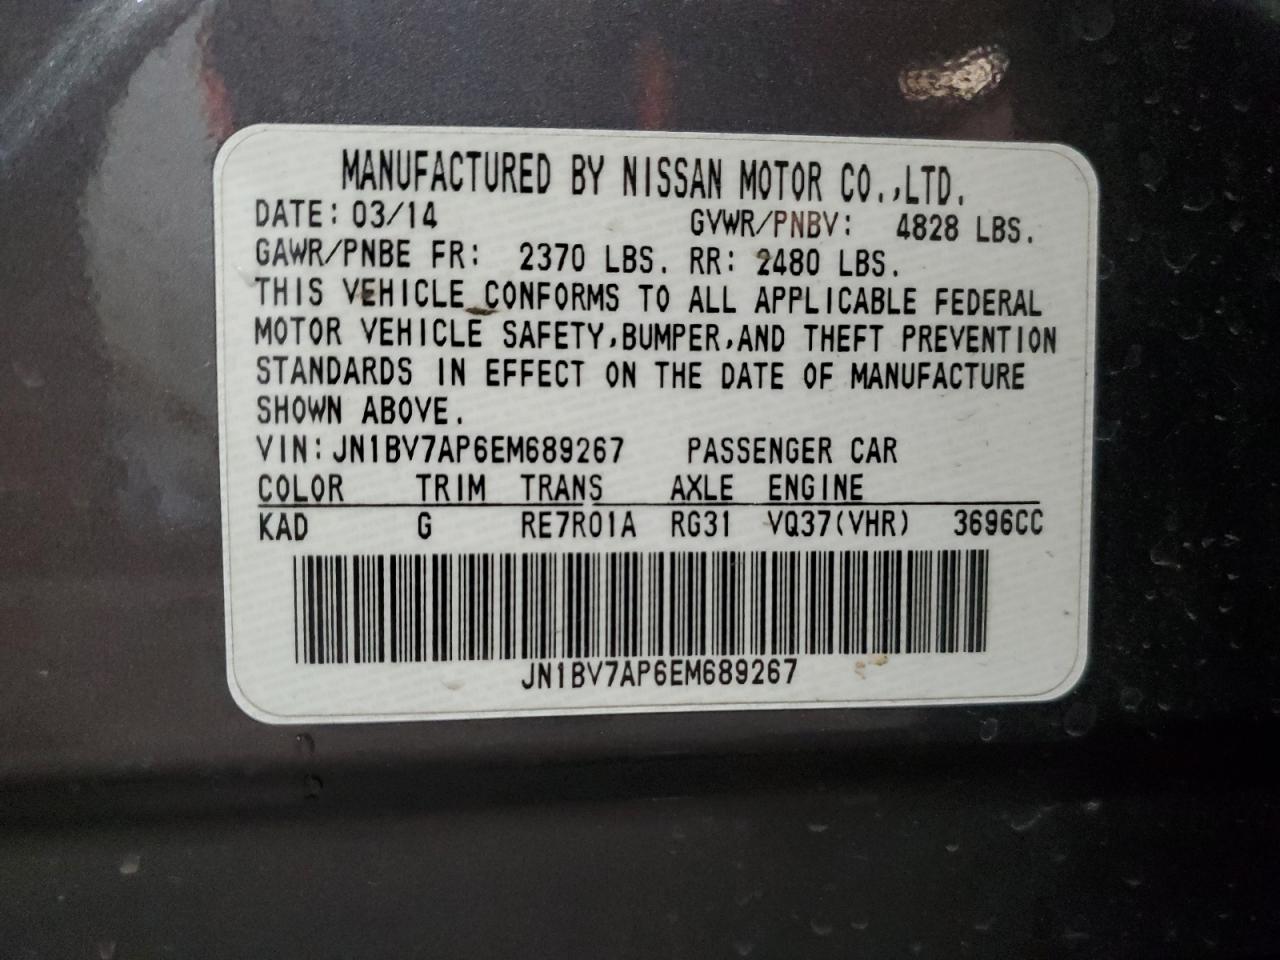 MANUFACTURED BY NISSAN MOTOR CO.,LTD.
DATE: 03/14 GVWR/PNBV: 4828 LBS.
GAWR/PNBE FR: 2370 LBS. RR: 2480 LBS.
THIS VEHICLE CONFORMS TO ALL APPLICABLE FEDERAL
MOTOR VEHICLE SAFETY,BUMPER,AND THEFT PREVENTION
STANDARDS IN EFFECT ON THE DATE OF MANUFACTURE
SHOWN ABOVE.
VIN:JN1BV7AP6EM689267 PASSENGER CAR
COLOR TRIM TRANS AXLE ENGINE
KAD G RE7R01A RG31 VQ37(VHR) 3696CC
JN1BV7AP6EM689267